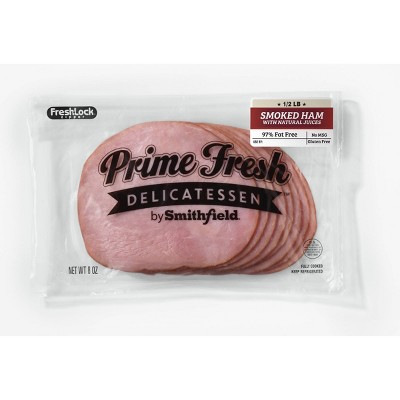 FreshLock
ZIPPER
★ 1/2 LB ★
SMOKED HAM
WITH NATURAL JUICES
97% Fat Free
No MSG
Gluten Free
Prime Fresh
DELICATESSEN
by Smithfield
NET WT 8 OZ
FULLY COOKED
KEEP REFRIGERATED